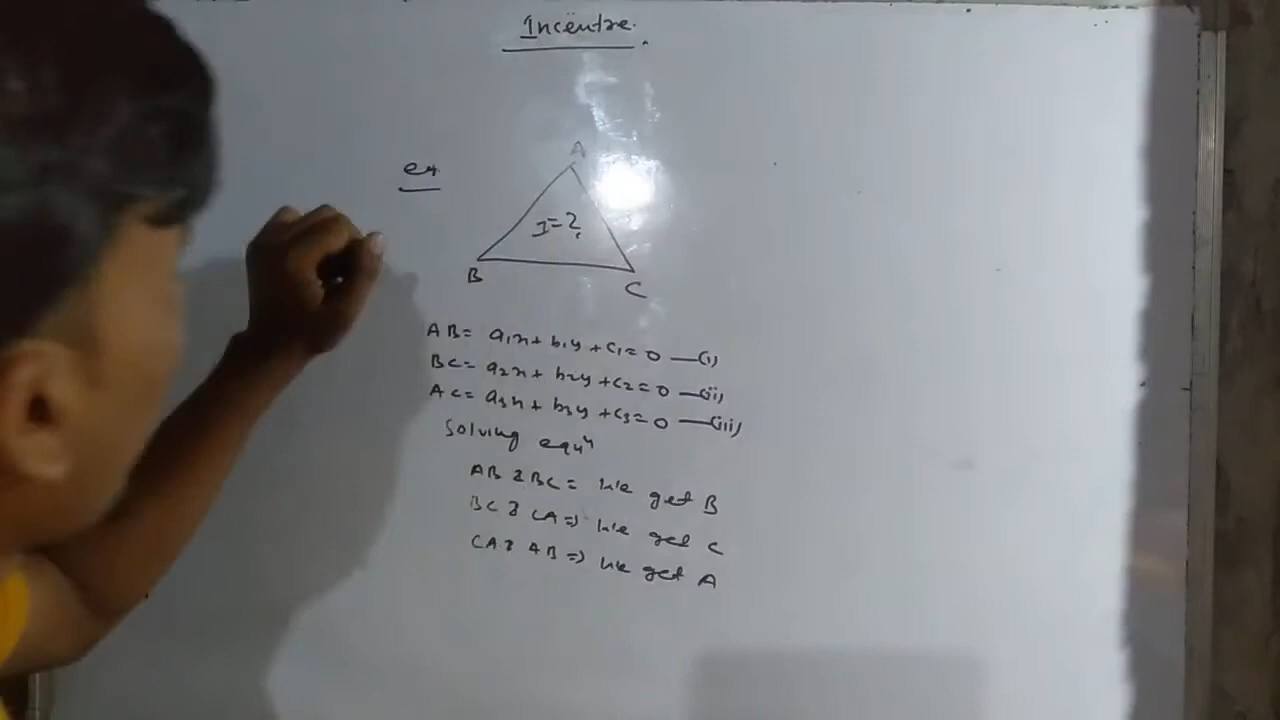 Incentre.
ex
A
I=?
B
C
AB= a₁x+b₁y+c₁=0 —(i)
BC= a₂x+b₂y+c₂=0 —(ii)
AC= a₃x+b₃y+c₃=0 —(iii)
Solving equⁿ
AB & BC= We get B
BC & CA⇒ We get C
CA & AB⇒ We get A